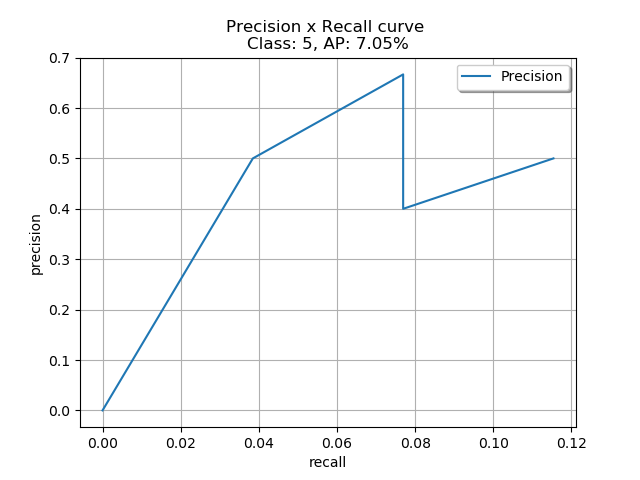 Precision x Recall curve
Class: 5, AP: 7.05%
Precision
precision
0.7
0.6
0.5
0.4
0.3
0.2
0.1
0.0
0.00 0.02 0.04 0.06 0.08 0.10 0.12
recall